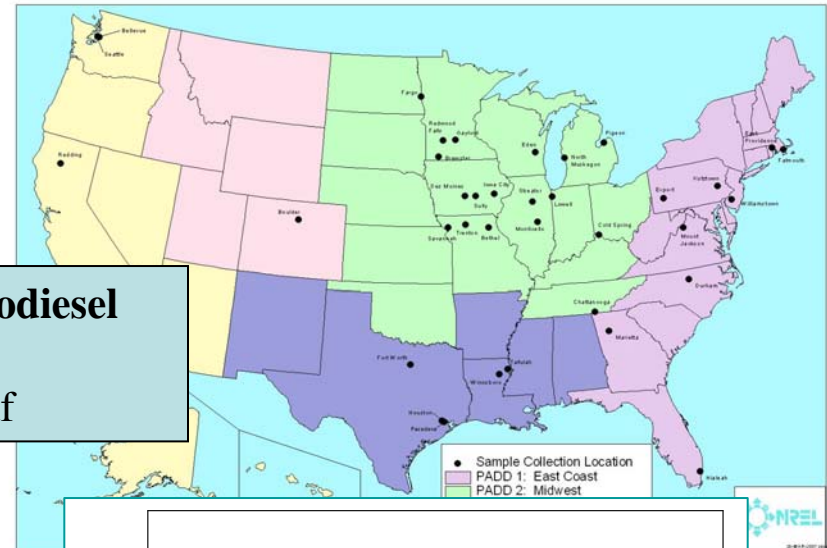 Bellevue
Seattle
Fargo
Redwood
Falls
Gaylord
Brewster
Eden
Pigeon
North
Muskegon
East
Providence
Falmouth
Redding
Des Moines
Iowa City
Sully
Streator
Lowell
Export
Williamstown
Boulder
Monticello
Cold Spring
Mount
Jackson
Savannah
Trenton
Bethel
Durham
Chattanooga
Marietta
odiesel
f
Fort Worth
Tallulah
Winnsboro
Houston
Pasadena
Hialeah
Sample Collection Location
PADD 1: East Coast
PADD 2: Midwest
NREL